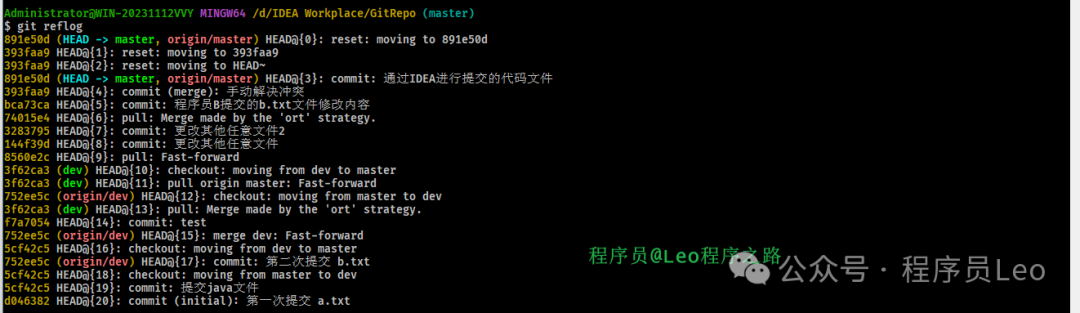 Administrator@WIN-20231112VVY MINGW64 /d/IDEA Workplace/GitRepo (master)
$ git reflog
891e50d (HEAD -> master, origin/master) HEAD@{0}: reset: moving to 891e50d
393faa9 HEAD@{1}: reset: moving to 393faa9
393faa9 HEAD@{2}: reset: moving to HEAD~
891e50d (HEAD -> master, origin/master) HEAD@{3}: commit: 通过IDEA进行提交的代码文件
393faa9 HEAD@{4}: commit (merge): 手动解决冲突
bca73ca HEAD@{5}: commit: 程序员B提交的b.txt文件修改内容
74015e4 HEAD@{6}: pull: Merge made by the 'ort' strategy.
3283795 HEAD@{7}: commit: 更改其他任意文件2
144f39d HEAD@{8}: commit: 更改其他任意文件
8560e2c HEAD@{9}: pull: Fast-forward
3f62ca3 (dev) HEAD@{10}: checkout: moving from dev to master
3f62ca3 (dev) HEAD@{11}: pull origin master: Fast-forward
752ee5c (origin/dev) HEAD@{12}: checkout: moving from master to dev
3f62ca3 (dev) HEAD@{13}: pull: Merge made by the 'ort' strategy.
f7a7054 HEAD@{14}: commit: test
752ee5c (origin/dev) HEAD@{15}: merge dev: Fast-forward
5cf42c5 HEAD@{16}: checkout: moving from dev to master
752ee5c (origin/dev) HEAD@{17}: commit: 第二次提交 b.txt
5cf42c5 HEAD@{18}: checkout: moving from master to dev
5cf42c5 HEAD@{19}: commit: 提交java文件
d046382 HEAD@{20}: commit (initial): 第一次提交 a.txt
程序员@Leo程序之路
公众号·程序员Leo